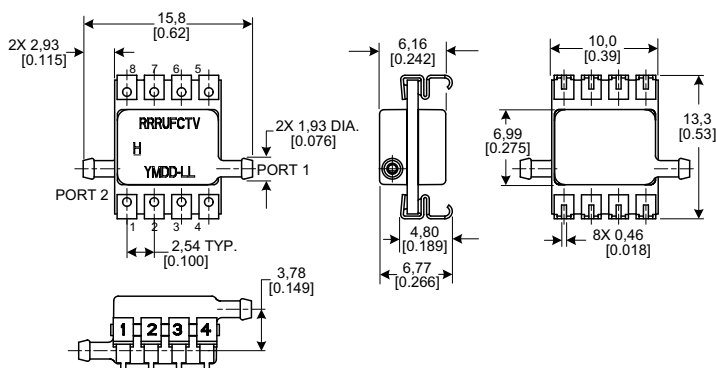 15,8
[0.62]
2X 2,93
[0.115]
8 7 6 5
RRRUFCTV
H
YMDD-LL
2X 1,93 DIA.
[0.076]
PORT 1
PORT 2
1 2 3 4
2,54 TYP.
[0.100]
6,16
[0.242]
4,80
[0.189]
6,77
[0.266]
10,0
[0.39]
6,99
[0.275]
13,3
[0.53]
8X 0,46
[0.018]
3,78
[0.149]
1 2 3 4